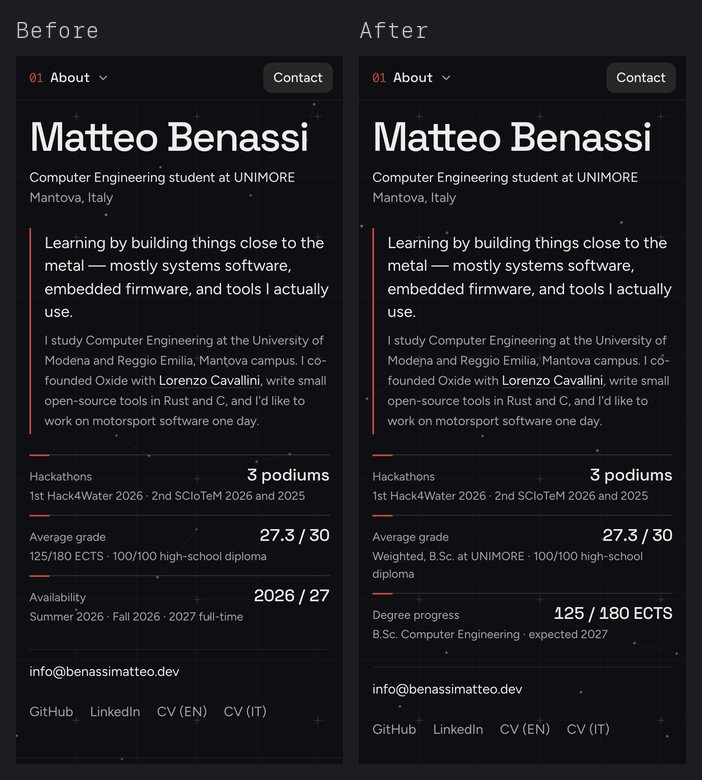 Before
01 About
Contact
Matteo Benassi
Computer Engineering student at UNIMORE
Mantova, Italy
Learning by building things close to the
metal — mostly systems software,
embedded firmware, and tools I actually
use.
I study Computer Engineering at the University of
Modena and Reggio Emilia, Mantova campus. I co-
founded Oxide with Lorenzo Cavallini, write small
open-source tools in Rust and C, and I'd like to
work on motorsport software one day.
Hackathons 3 podiums
1st Hack4Water 2026 · 2nd SCIoTeM 2026 and 2025
Average grade 27.3 / 30
125/180 ECTS · 100/100 high-school diploma
Availability 2026 / 27
Summer 2026 · Fall 2026 · 2027 full-time
info@benassimatteo.dev
GitHub LinkedIn CV (EN) CV (IT)
After
01 About
Contact
Matteo Benassi
Computer Engineering student at UNIMORE
Mantova, Italy
Learning by building things close to the
metal — mostly systems software,
embedded firmware, and tools I actually
use.
I study Computer Engineering at the University of
Modena and Reggio Emilia, Mantova campus. I co-
founded Oxide with Lorenzo Cavallini, write small
open-source tools in Rust and C, and I'd like to
work on motorsport software one day.
Hackathons 3 podiums
1st Hack4Water 2026 · 2nd SCIoTeM 2026 and 2025
Average grade 27.3 / 30
Weighted, B.Sc. at UNIMORE · 100/100 high-school
diploma
Degree progress 125 / 180 ECTS
B.Sc. Computer Engineering · expected 2027
info@benassimatteo.dev
GitHub LinkedIn CV (EN) CV (IT)